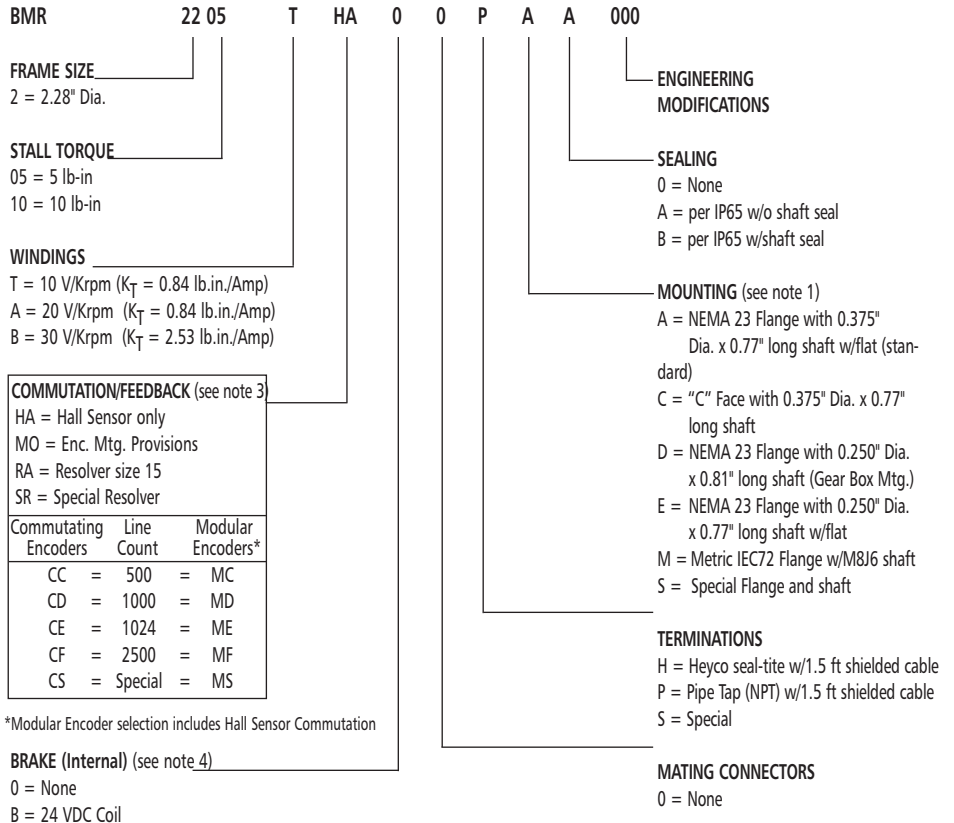 BMR 22 05 T HA 0 0 P A A 000
FRAME SIZE
2 = 2.28" Dia.
STALL TORQUE
05 = 5 lb-in
10 = 10 lb-in
WINDINGS
T = 10 V/Krpm (KT = 0.84 lb.in./Amp)
A = 20 V/Krpm (KT = 0.84 lb.in./Amp)
B = 30 V/Krpm (KT = 2.53 lb.in./Amp)
COMMUTATION/FEEDBACK (see note 3)
HA = Hall Sensor only
MO = Enc. Mtg. Provisions
RA = Resolver size 15
SR = Special Resolver
Commutating Line Modular
Encoders Count Encoders*
CC = 500 = MC
CD = 1000 = MD
CE = 1024 = ME
CF = 2500 = MF
CS = Special = MS
*Modular Encoder selection includes Hall Sensor Commutation
BRAKE (Internal) (see note 4)
0 = None
B = 24 VDC Coil
ENGINEERING
MODIFICATIONS
SEALING
0 = None
A = per IP65 w/o shaft seal
B = per IP65 w/shaft seal
MOUNTING (see note 1)
A = NEMA 23 Flange with 0.375"
Dia. x 0.77" long shaft w/flat (stan-
dard)
C = “C” Face with 0.375" Dia. x 0.77"
long shaft
D = NEMA 23 Flange with 0.250" Dia.
x 0.81" long shaft (Gear Box Mtg.)
E = NEMA 23 Flange with 0.250" Dia.
x 0.77" long shaft w/flat
M = Metric IEC72 Flange w/M8J6 shaft
S = Special Flange and shaft
TERMINATIONS
H = Heyco seal-tite w/1.5 ft shielded cable
P = Pipe Tap (NPT) w/1.5 ft shielded cable
S = Special
MATING CONNECTORS
0 = None